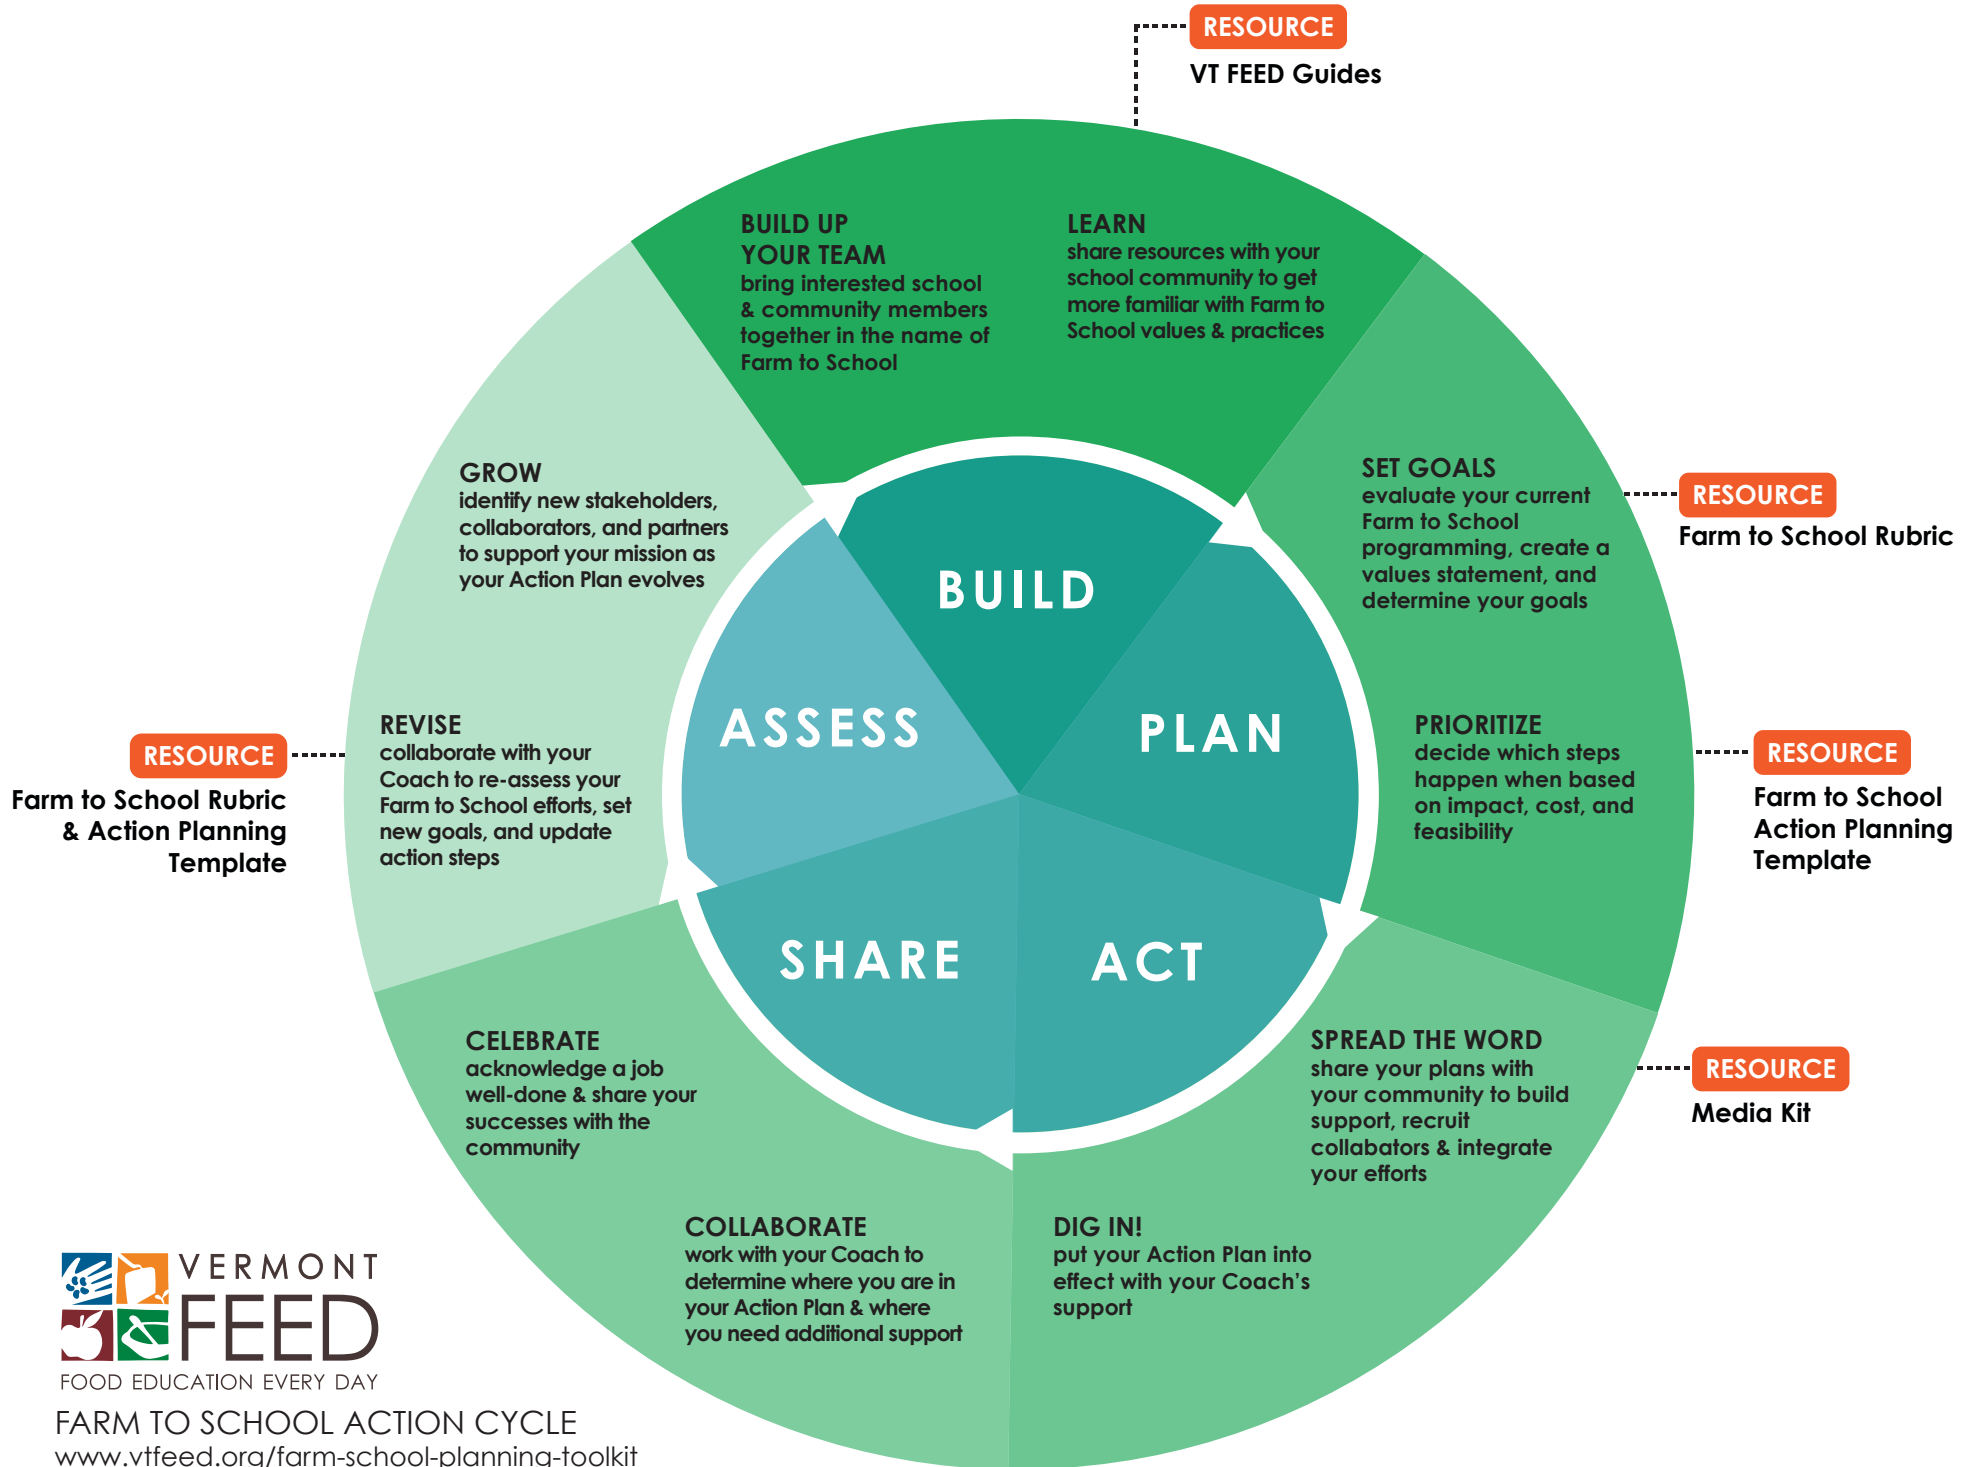 RESOURCE
VT FEED Guides
BUILD UP
YOUR TEAM
bring interested school
& community members
together in the name of
Farm to School
LEARN
share resources with your
school community to get
more familiar with Farm to
School values & practices
SET GOALS
evaluate your current
Farm to School
programming, create a
values statement, and
determine your goals
RESOURCE
Farm to School Rubric
PRIORITIZE
decide which steps
happen when based
on impact, cost, and
feasibility
RESOURCE
Farm to School
Action Planning
Template
SPREAD THE WORD
share your plans with
your community to build
support, recruit
collabators & integrate
your efforts
RESOURCE
Media Kit
DIG IN!
put your Action Plan into
effect with your Coach's
support
COLLABORATE
work with your Coach to
determine where you are in
your Action Plan & where
you need additional support
CELEBRATE
acknowledge a job
well-done & share your
successes with the
community
REVISE
collaborate with your
Coach to re-assess your
Farm to School efforts, set
new goals, and update
action steps
RESOURCE
Farm to School Rubric
& Action Planning
Template
GROW
identify new stakeholders,
collaborators, and partners
to support your mission as
your Action Plan evolves
BUILD
PLAN
ACT
SHARE
ASSESS
VERMONT
FEED
FOOD EDUCATION EVERY DAY
FARM TO SCHOOL ACTION CYCLE
www.vtfeed.org/farm-school-planning-toolkit